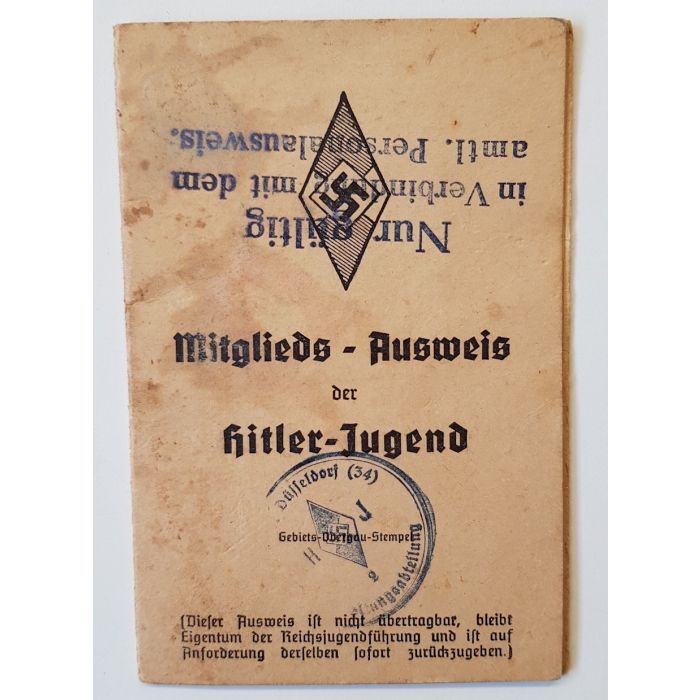 Nur gültig
in Verbindung mit dem
amtl. Personalausweis.
Mitglieds - Ausweis
der
Hitler-Jugend
Düsseldorf (34)
H J
Gebiets-Obergau-Stempel
2
(Dieser Ausweis ist nicht übertragbar, bleibt
Eigentum der Reichsjugendführung und ist auf
Anforderung derselben sofort zurückzugeben.)